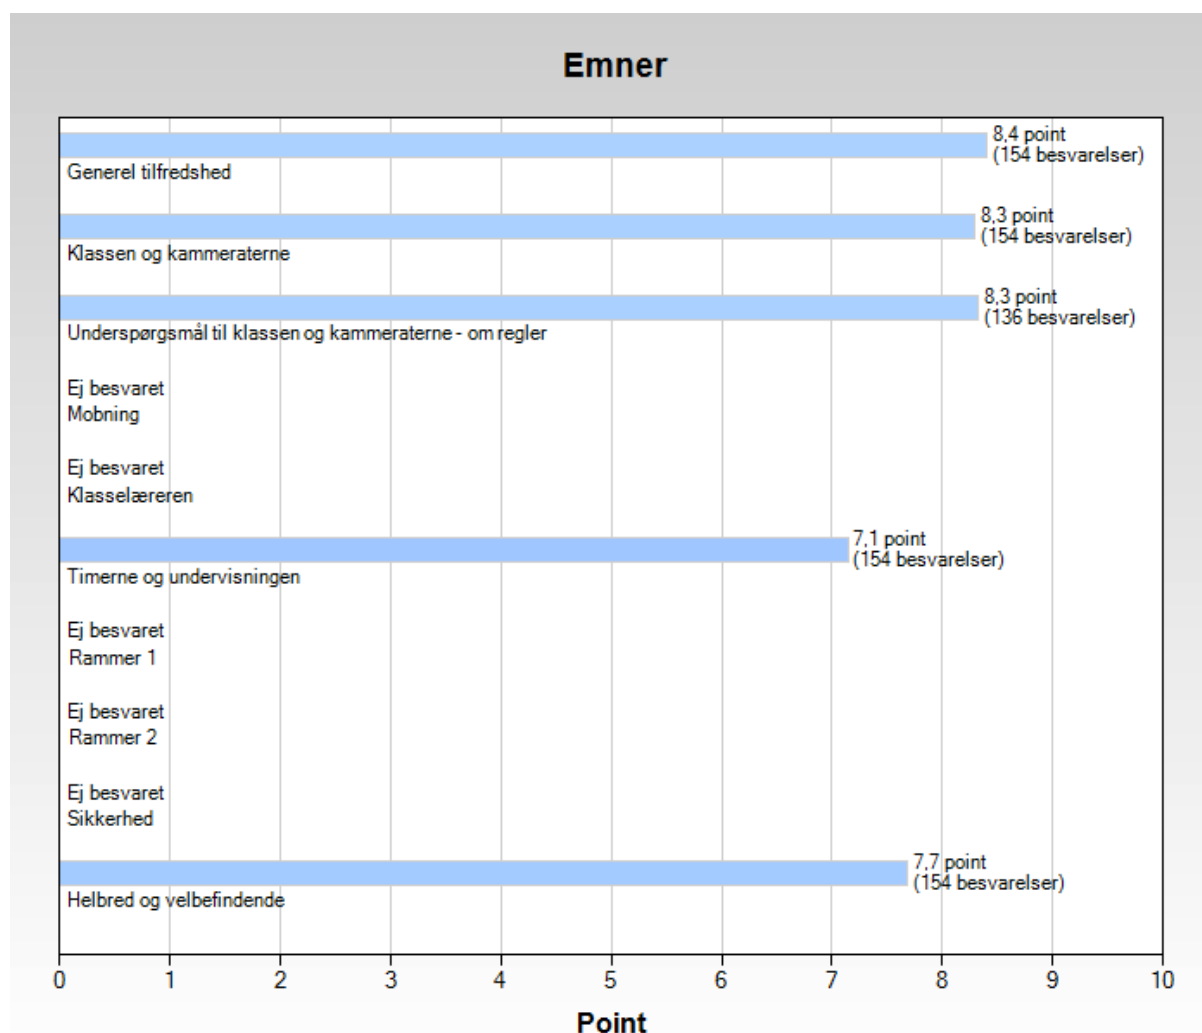 Emner
8,4 point
(154 besvarelser)
Generel tilfredshed
8,3 point
(154 besvarelser)
Klassen og kammeraterne
8,3 point
(136 besvarelser)
Underspørgsmål til klassen og kammeraterne - om regler
Ej besvaret
Mobning
Ej besvaret
Klasselæreren
7,1 point
(154 besvarelser)
Timerne og undervisningen
Ej besvaret
Rammer 1
Ej besvaret
Rammer 2
Ej besvaret
Sikkerhed
7,7 point
(154 besvarelser)
Helbred og velbefindende
0 1 2 3 4 5 6 7 8 9 10
Point